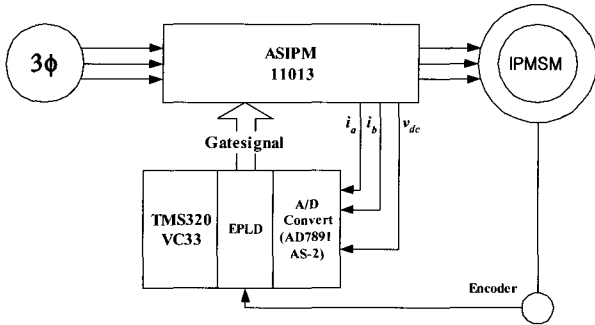 3ϕ
ASIPM
11013
IPMSM
i_a
i_b
v_dc
Gatesignal
TMS320
VC33
EPLD
A/D
Convert
(AD7891
AS-2)
Encoder